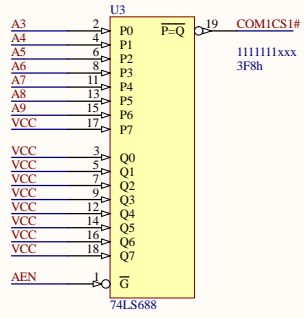 U3
A3 2 P0 P=Q 19 COM1CS1#
A4 4 P1
A5 6 P2 1111111xxx
A6 8 P3 3F8h
A7 11 P4
A8 13 P5
A9 15 P6
VCC 17 P7
VCC 3 Q0
VCC 5 Q1
VCC 7 Q2
VCC 9 Q3
VCC 12 Q4
VCC 14 Q5
VCC 16 Q6
VCC 18 Q7
AEN 1 G
74LS688